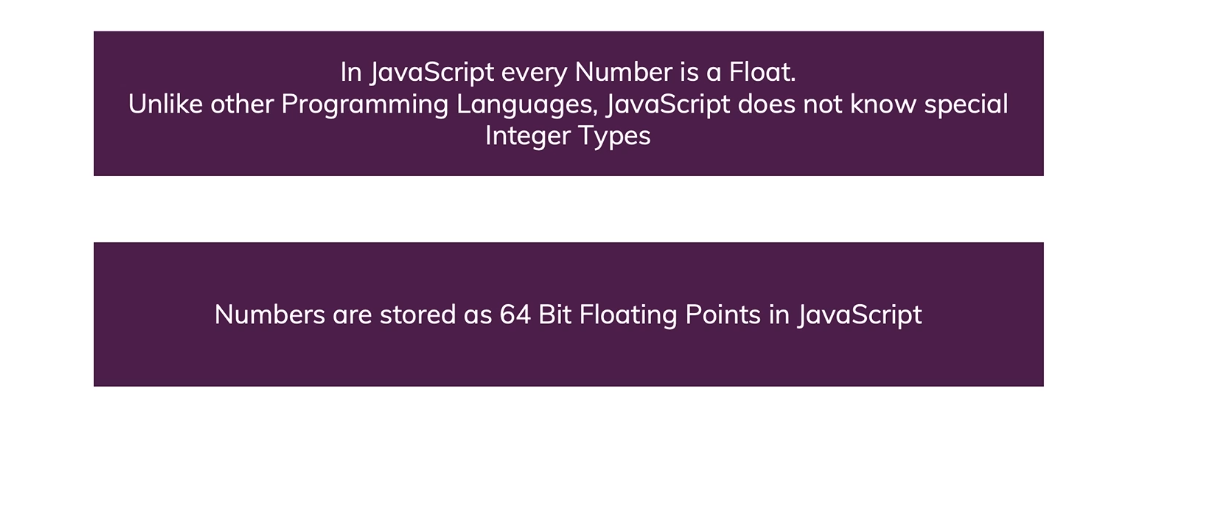 In JavaScript every Number is a Float.
Unlike other Programming Languages, JavaScript does not know special
Integer Types
Numbers are stored as 64 Bit Floating Points in JavaScript